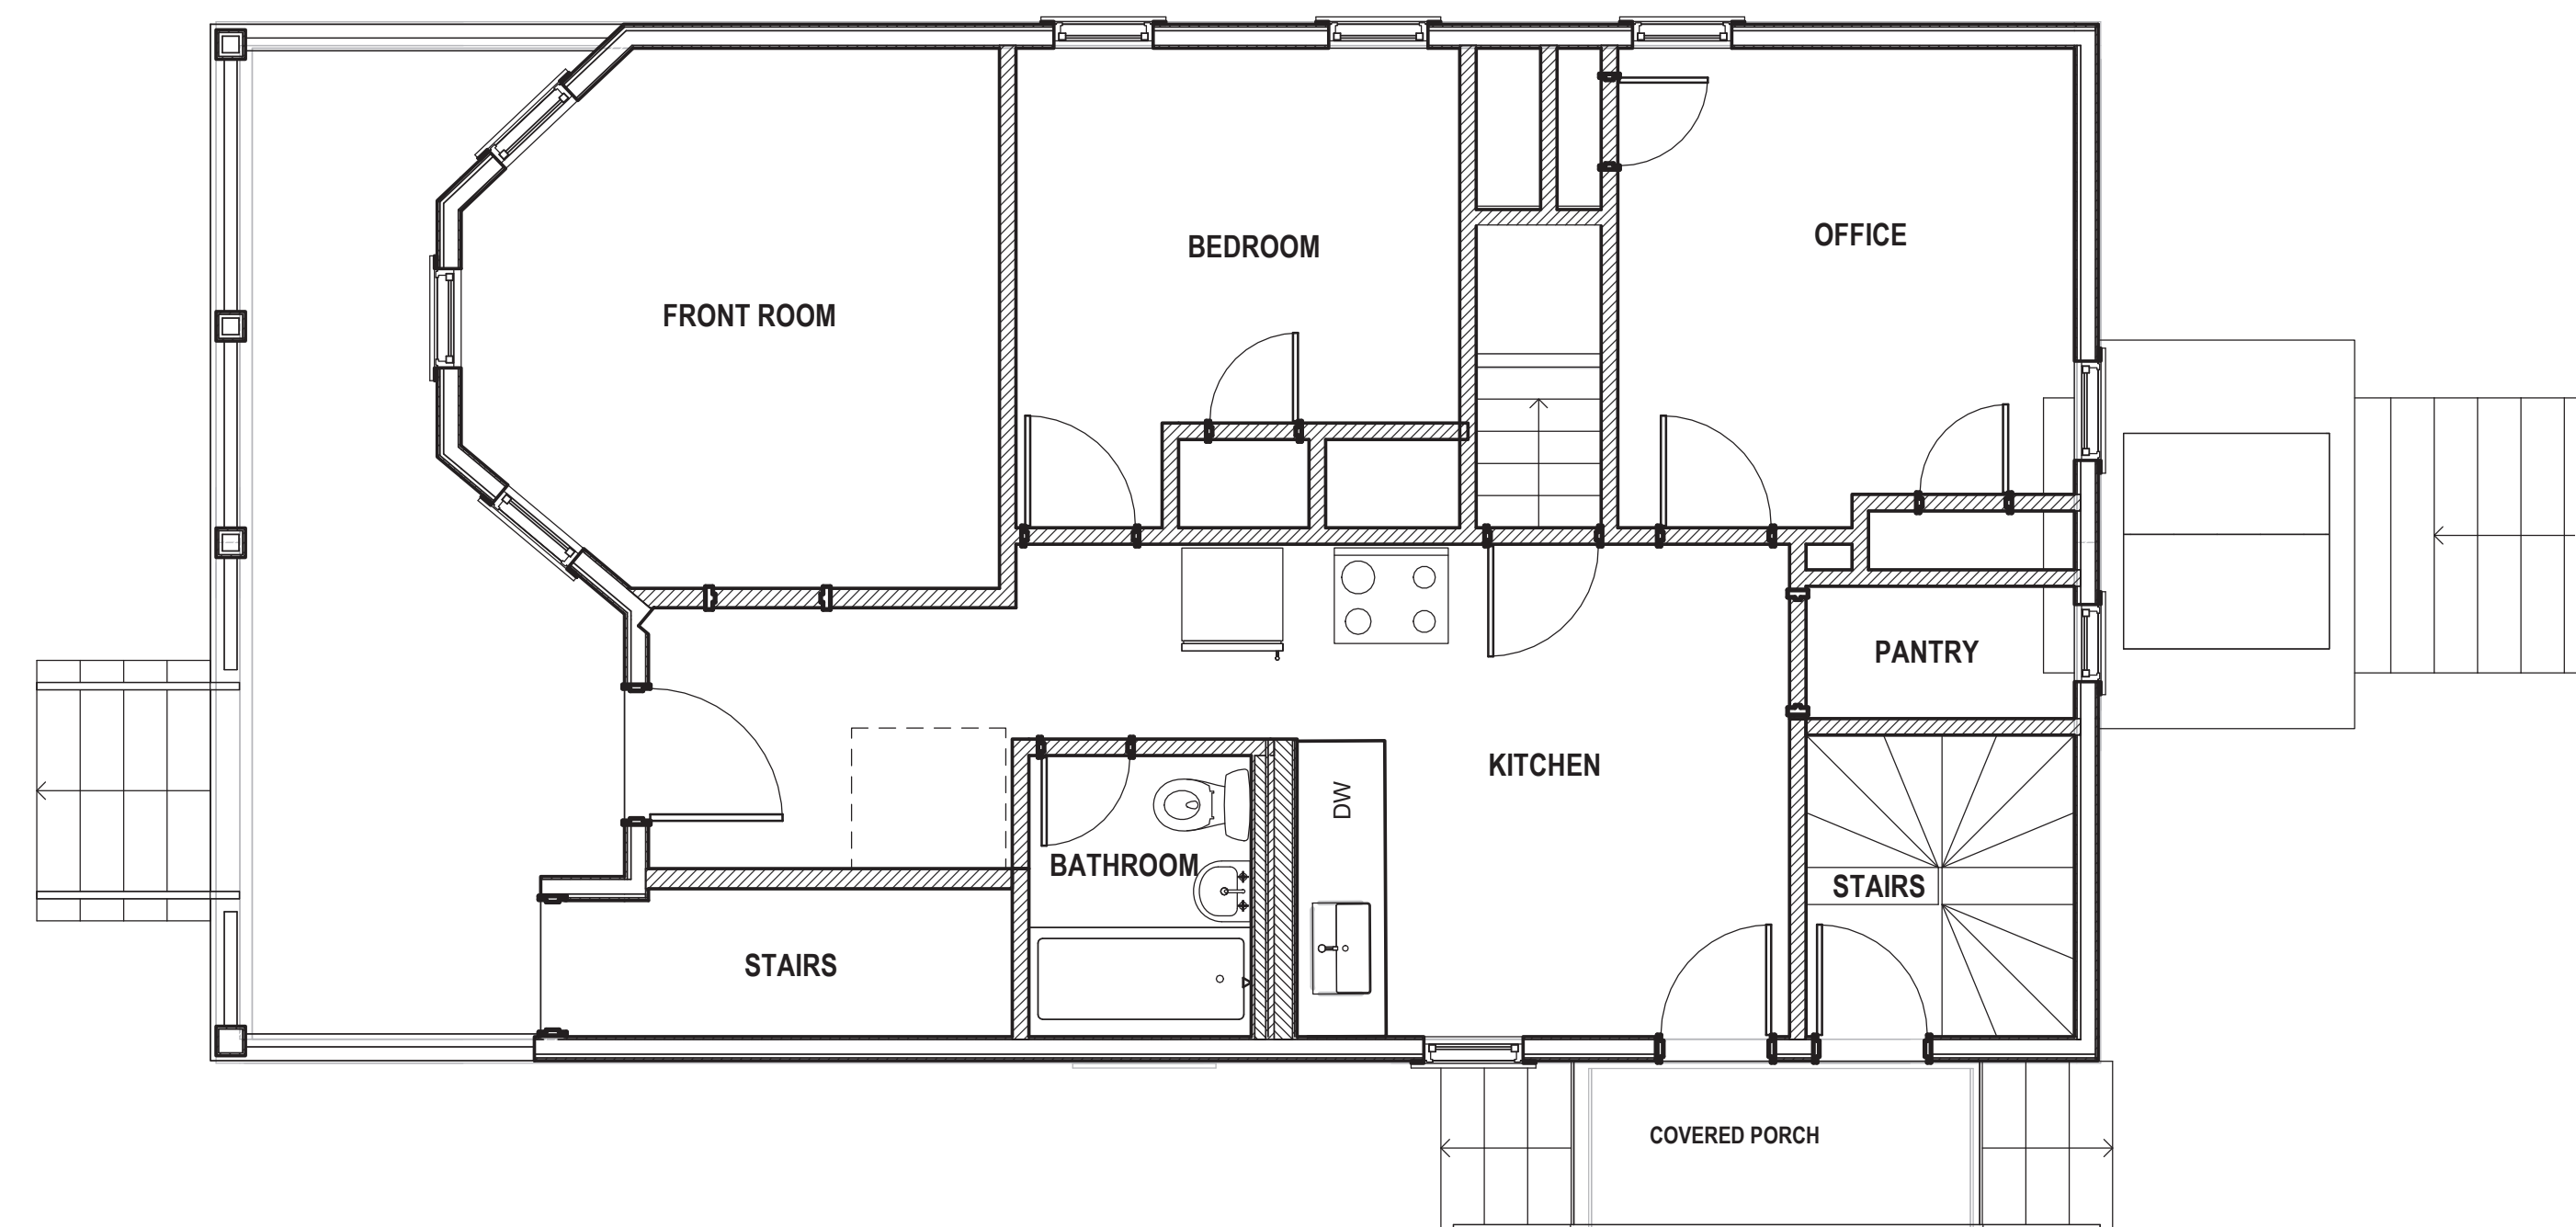 OFFICE
BEDROOM
FRONT ROOM
PANTRY
KITCHEN
DW
BATHROOM
STAIRS
STAIRS
COVERED PORCH